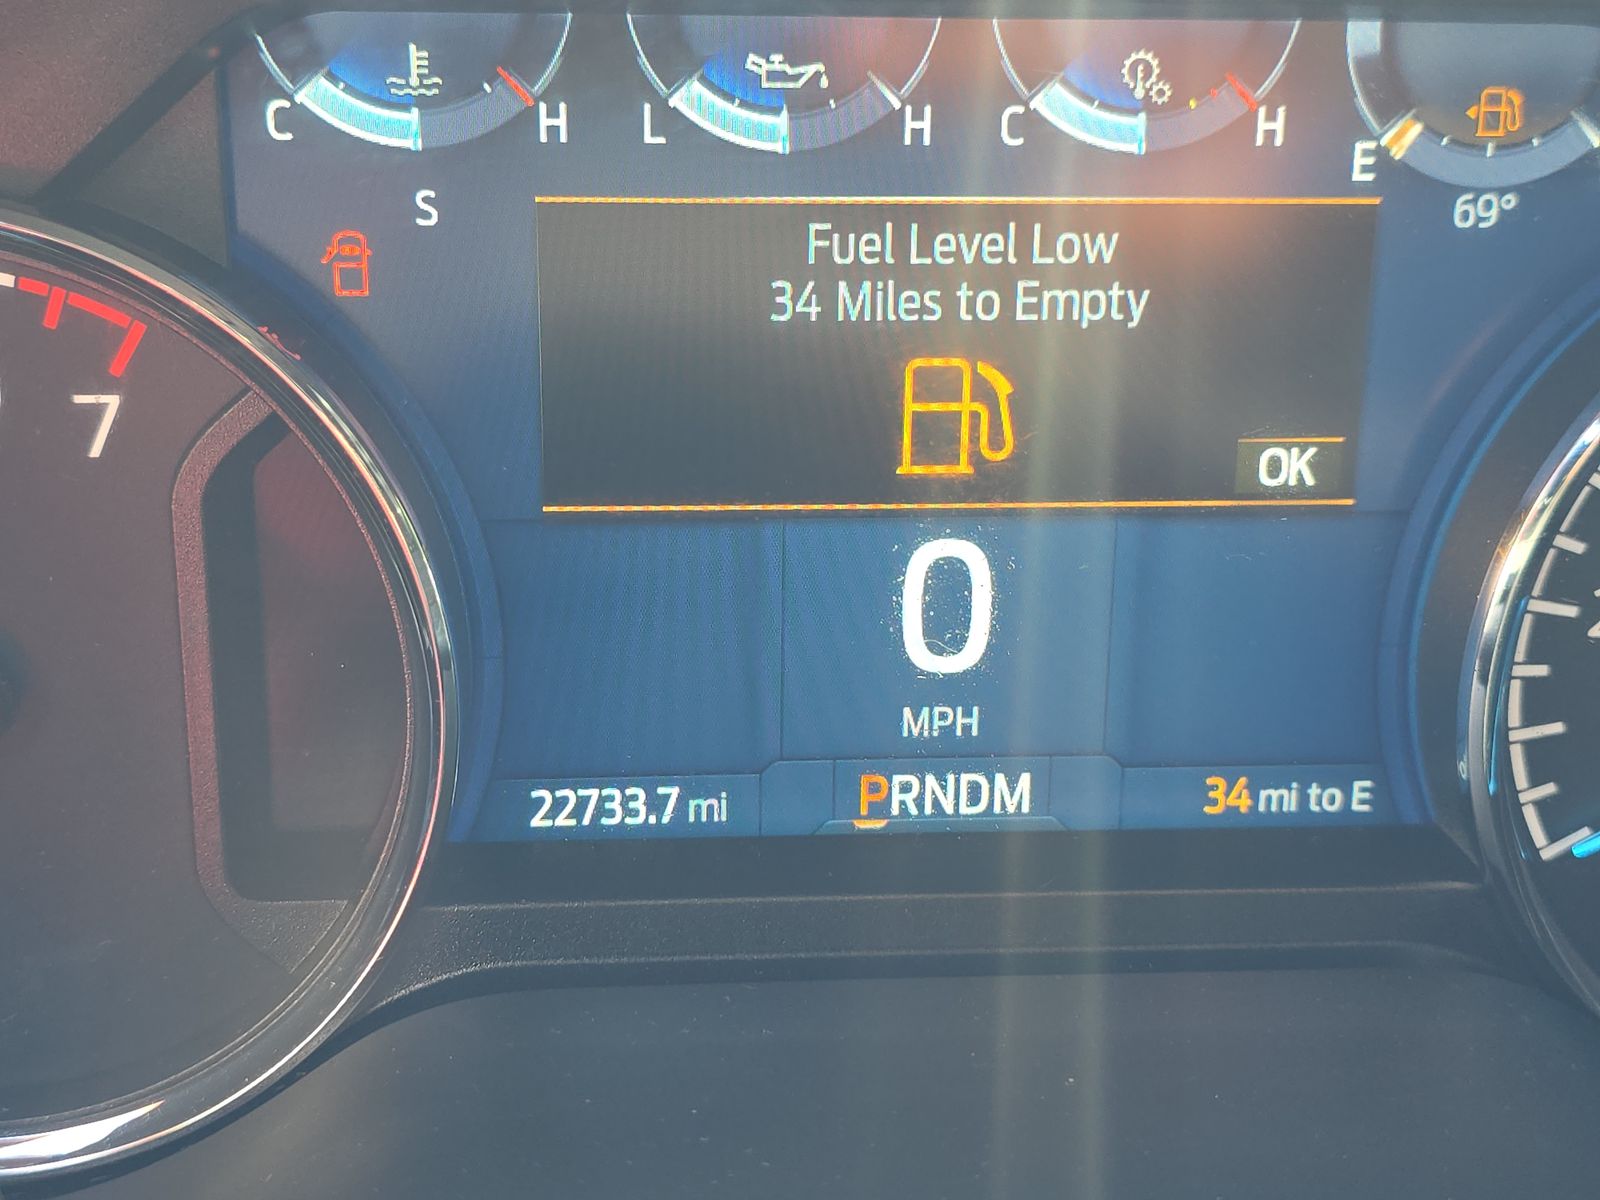 C H L H C H E
69°
S
Fuel Level Low
34 Miles to Empty
OK
7
0
MPH
22733.7 mi
PRNDM
34 mi to E